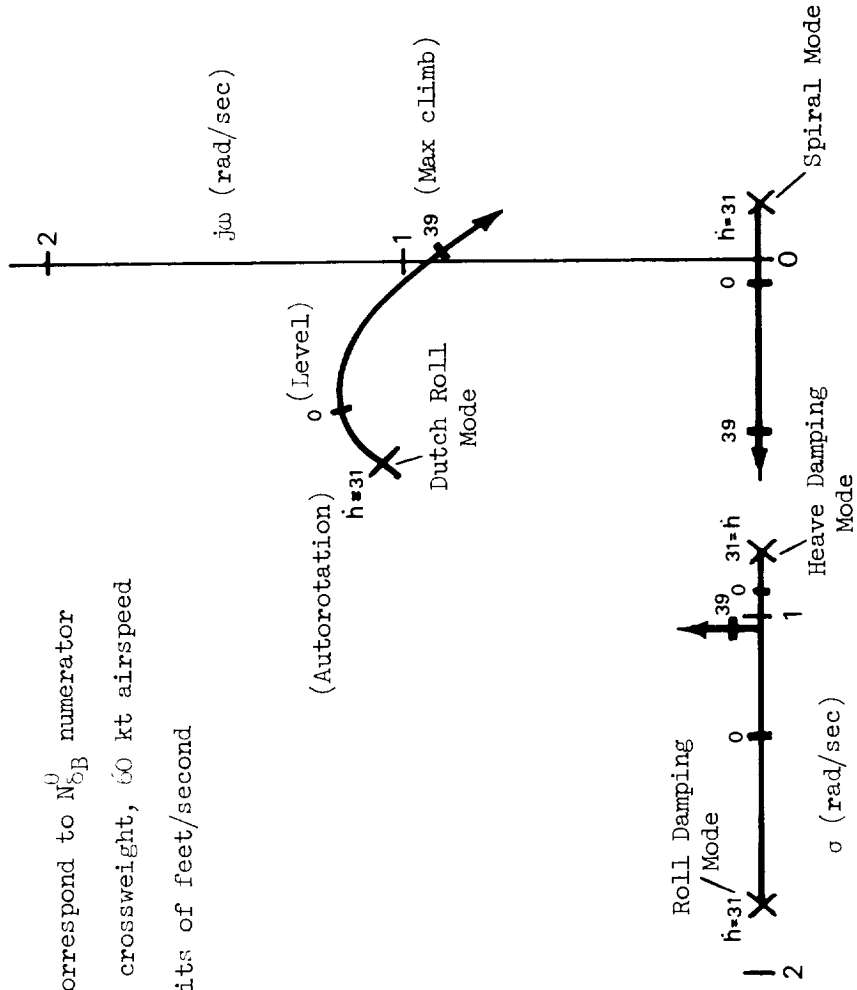 orrespond to N^θ_δB numerator
crossweight, 60 kt airspeed
its of feet/second
2
jω (rad/sec)
1
39 (Max climb)
0 (Level)
(Autorotation)
ḣ = 31
Dutch Roll
Mode
ḣ = 31
Spiral Mode
0
0
39
31 = ḣ
Heave Damping
Mode
0
39
1
0
Roll Damping
Mode
ḣ = 31
2
σ (rad/sec)